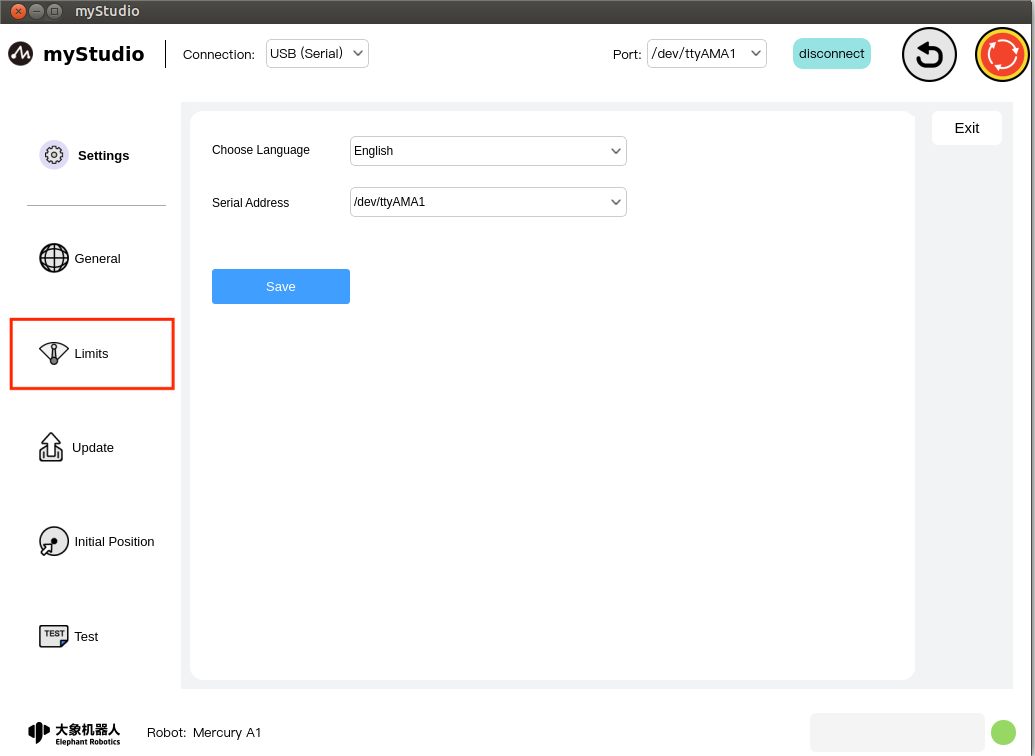 myStudio
myStudio
Connection: USB (Serial)
Port: /dev/ttyAMA1
disconnect
Settings
General
Limits
Update
Initial Position
TEST
Test
Choose Language English
Serial Address /dev/ttyAMA1
Save
Exit
大象机器人
Elephant Robotics
Robot: Mercury A1